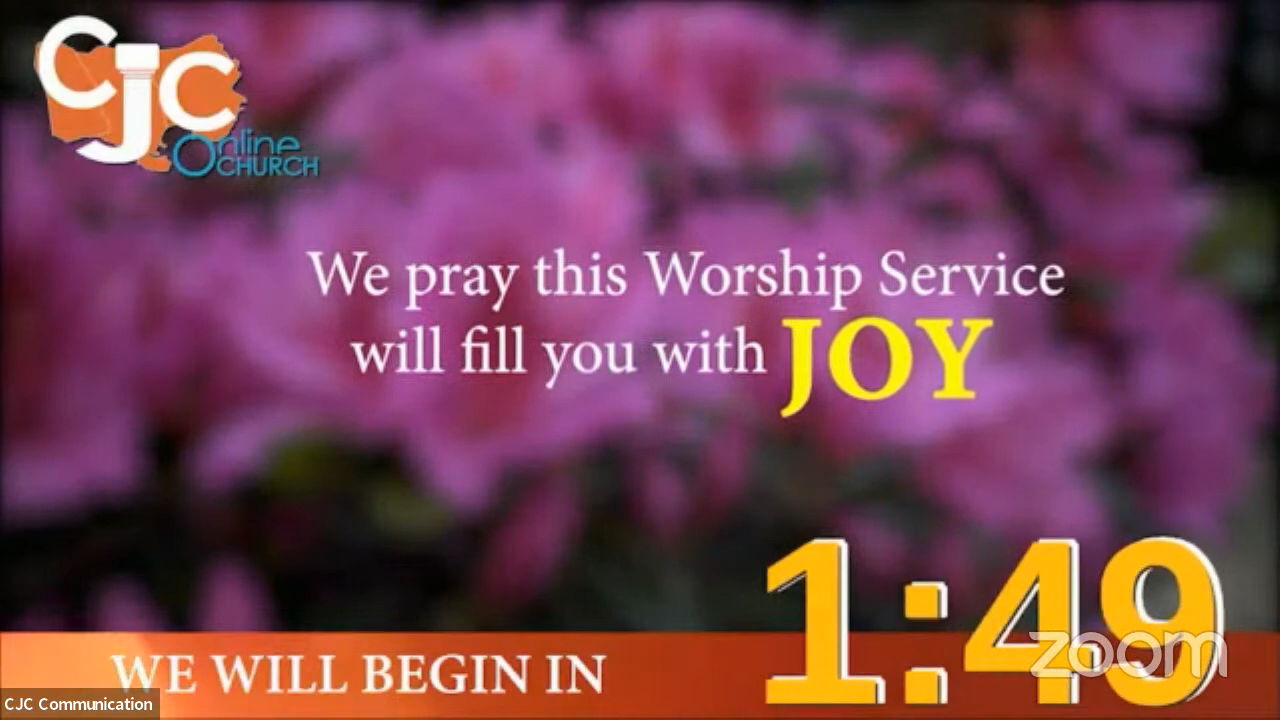 CJC
Online
CHURCH
We pray this Worship Service
will fill you with JOY
WE WILL BEGIN IN
1:49
zoom
CJC Communication